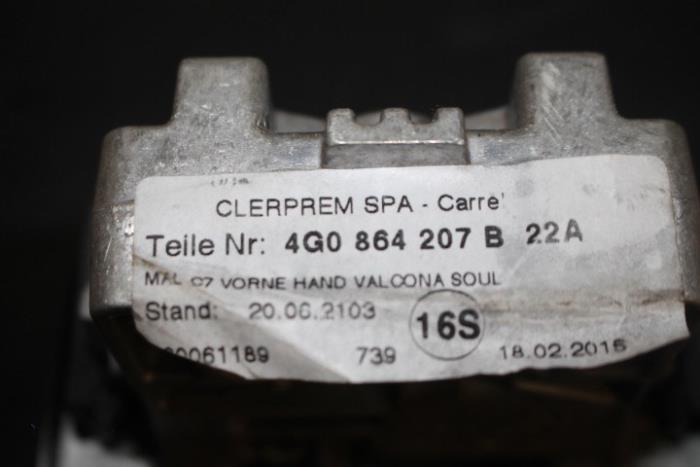 CLERPREM SPA - Carre'
Teile Nr: 4G0 864 207 B 22A
MAL C7 VORNE HAND VALCONA SOUL
Stand: 20.06.2103
16S
0061189 739 18.02.2015